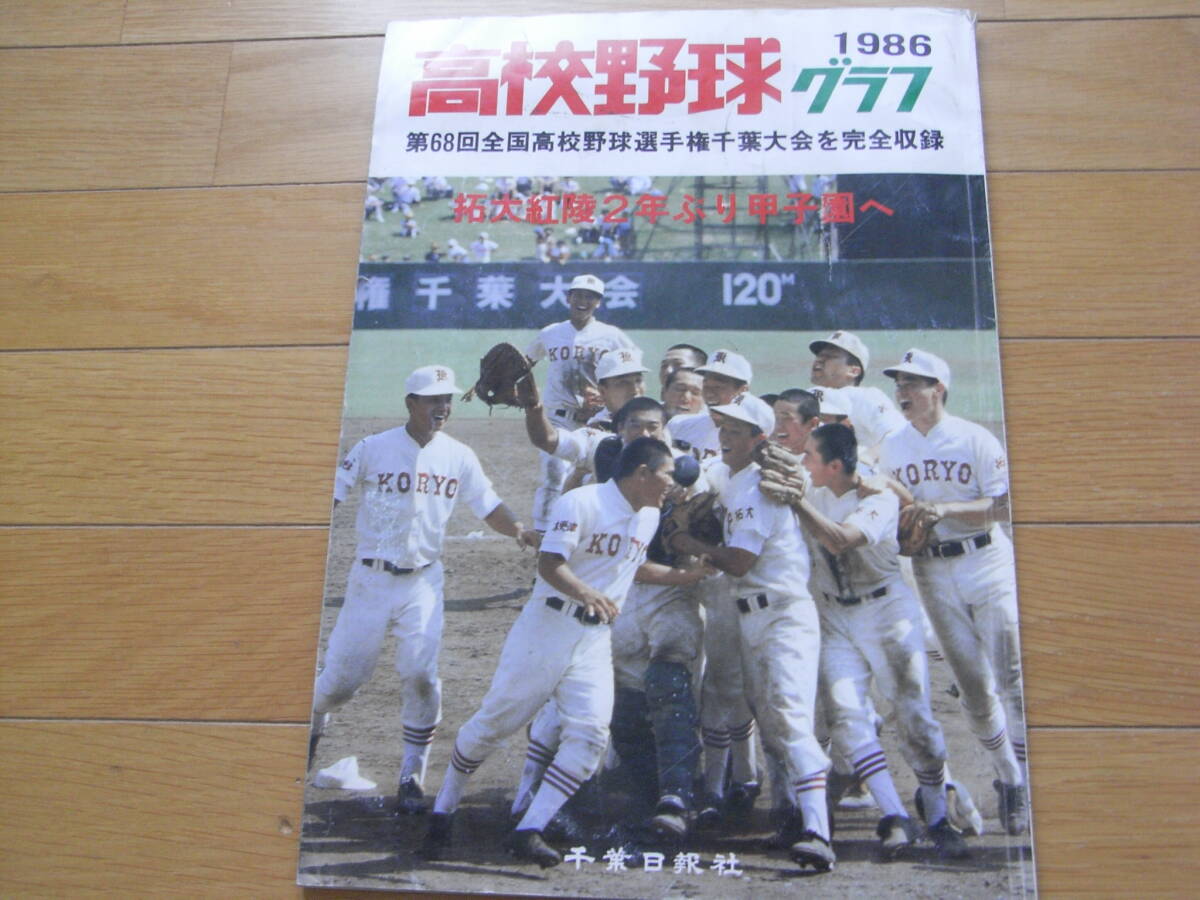 高校野球 1986 グラフ
第68回全国高校野球選手権千葉大会を完全収録
拓大紅陵2年ぶり甲子園へ
権千葉大会 120M
KORYO
KORYO
KORYO
KO YO
拓大
千葉日報社